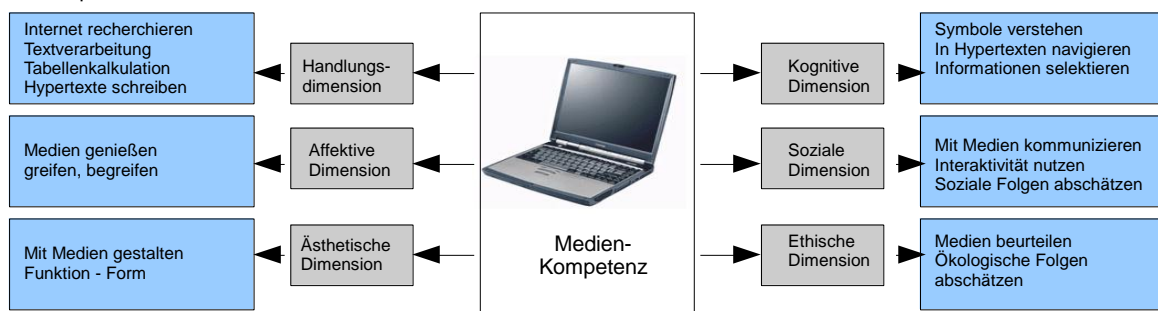 Internet recherchieren
Textverarbeitung
Tabellenkalkulation
Hypertexte schreiben
Handlungs-
dimension
Kognitive
Dimension
Symbole verstehen
In Hypertexten navigieren
Informationen selektieren
Medien genießen
greifen, begreifen
Affektive
Dimension
Soziale
Dimension
Mit Medien kommunizieren
Interaktivität nutzen
Soziale Folgen abschätzen
Mit Medien gestalten
Funktion - Form
Ästhetische
Dimension
Medien-
Kompetenz
Ethische
Dimension
Medien beurteilen
Ökologische Folgen
abschätzen